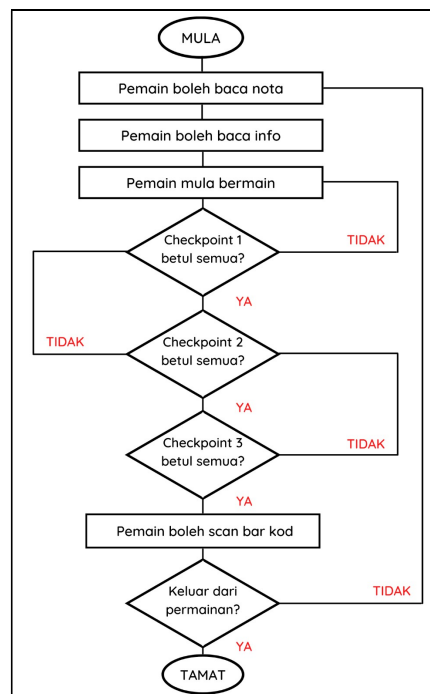 MULA
Pemain boleh baca nota
Pemain boleh baca info
Pemain mula bermain
Checkpoint 1
betul semua?
TIDAK
YA
Checkpoint 2
betul semua?
TIDAK
YA
Checkpoint 3
betul semua?
TIDAK
YA
Pemain boleh scan bar kod
Keluar dari
permainan?
TIDAK
YA
TAMAT